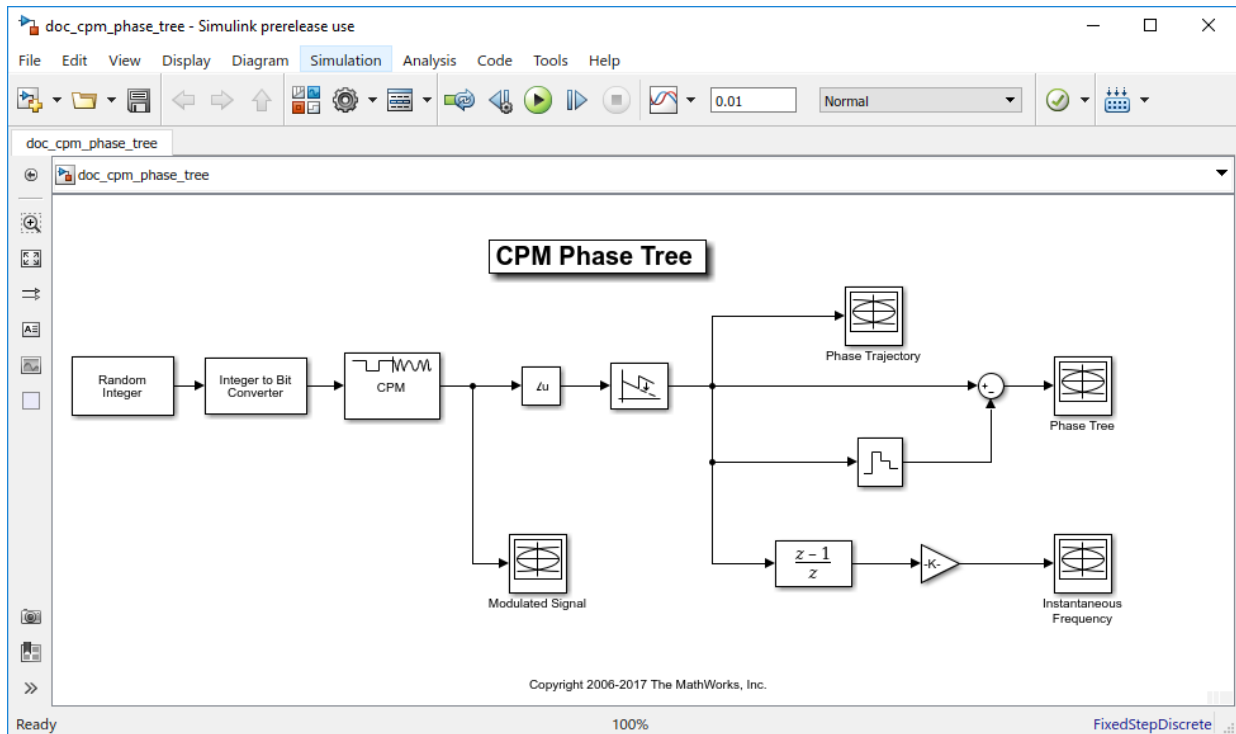 doc_cpm_phase_tree - Simulink prerelease use
File Edit View Display Diagram Simulation Analysis Code Tools Help
0.01 Normal
doc_cpm_phase_tree
doc_cpm_phase_tree
CPM Phase Tree
Phase Trajectory
Random
Integer
Integer to Bit
Converter
CPM
∠u
+
-
Phase Tree
z - 1
z
-K-
Modulated Signal
Instantaneous
Frequency
Copyright 2006-2017 The MathWorks, Inc.
Ready 100% FixedStepDiscrete